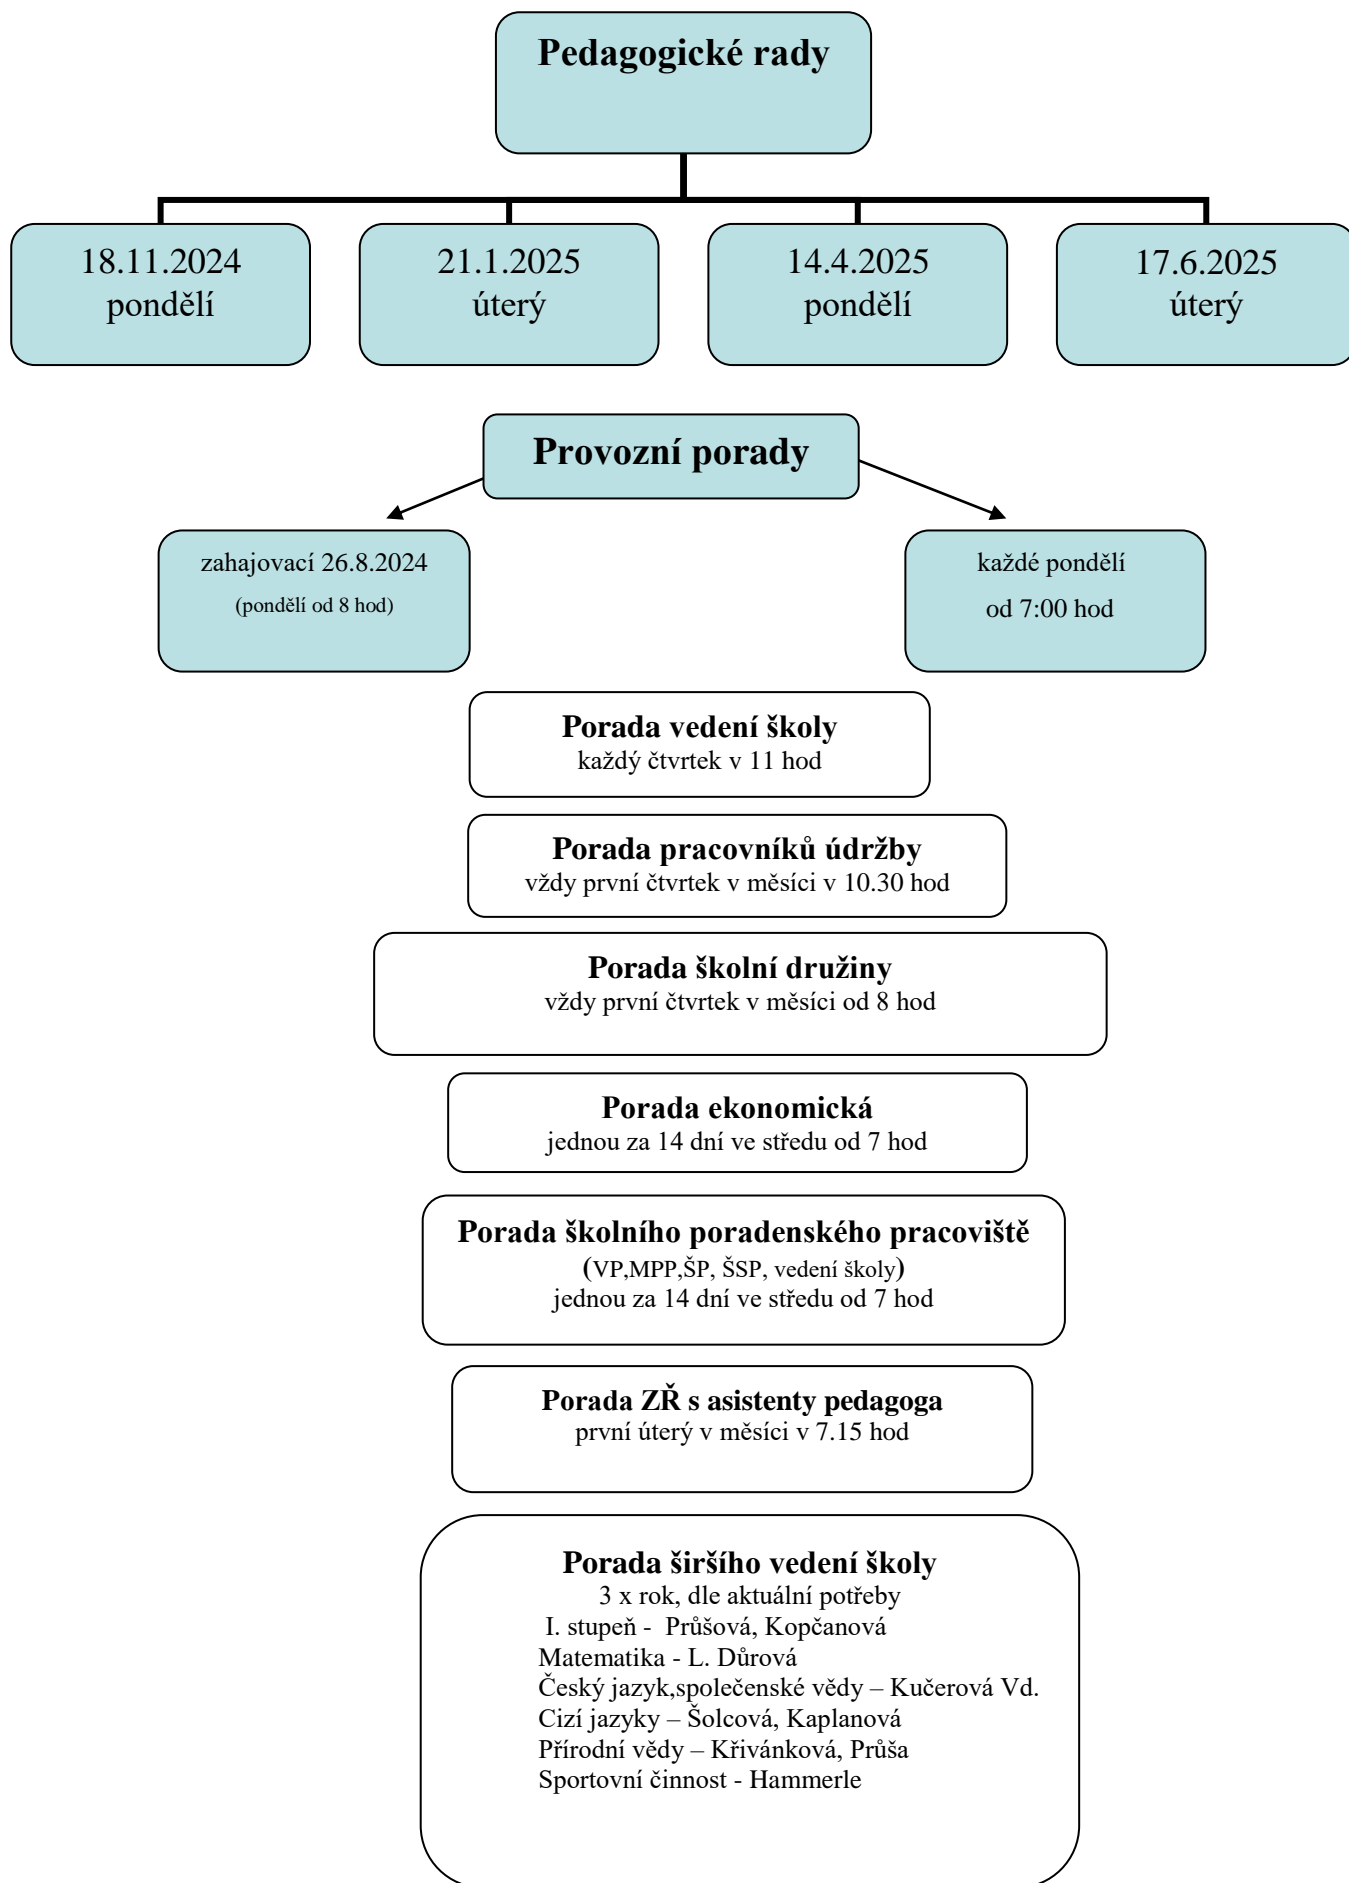 Pedagogické rady
18.11.2024
pondělí
21.1.2025
úterý
14.4.2025
pondělí
17.6.2025
úterý
Provozní porady
zahajovací 26.8.2024
(pondělí od 8 hod)
každé pondělí
od 7:00 hod
Porada vedení školy
každý čtvrtek v 11 hod
Porada pracovníků údržby
vždy první čtvrtek v měsíci v 10.30 hod
Porada školní družiny
vždy první čtvrtek v měsíci od 8 hod
Porada ekonomická
jednou za 14 dní ve středu od 7 hod
Porada školního poradenského pracoviště
(VP,MPP,ŠP, ŠSP, vedení školy)
jednou za 14 dní ve středu od 7 hod
Porada ZŘ s asistenty pedagoga
první úterý v měsíci v 7.15 hod
Porada širšího vedení školy
3 x rok, dle aktuální potřeby
I. stupeň - Průšová, Kopčanová
Matematika - L. Důrová
Český jazyk,společenské vědy – Kučerová Vd.
Cizí jazyky – Šolcová, Kaplanová
Přírodní vědy – Křivánková, Průša
Sportovní činnost - Hammerle